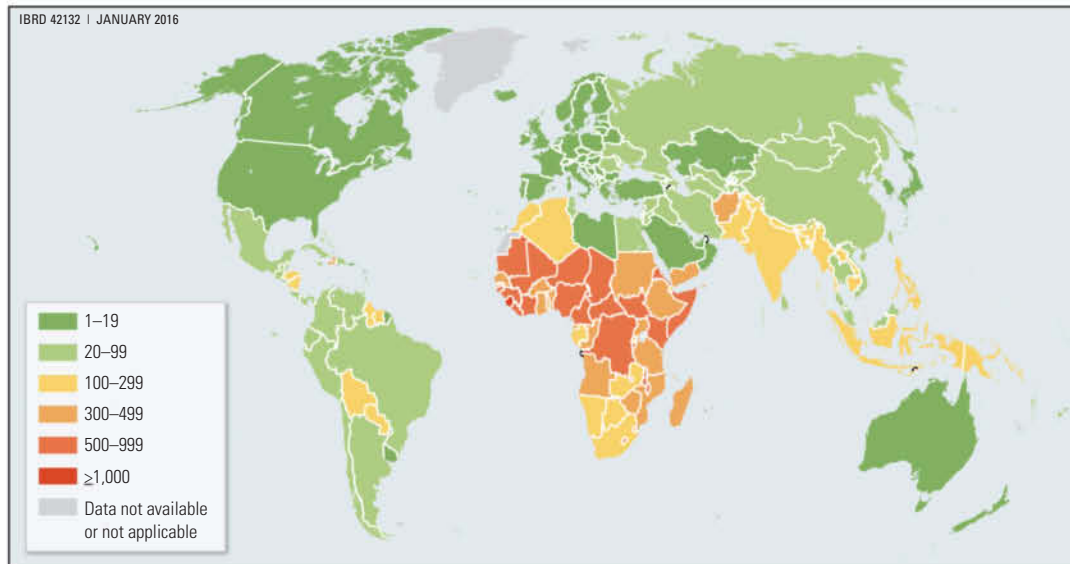 IBRD 42132 | JANUARY 2016
1–19
20–99
100–299
300–499
500–999
≥1,000
Data not available
or not applicable